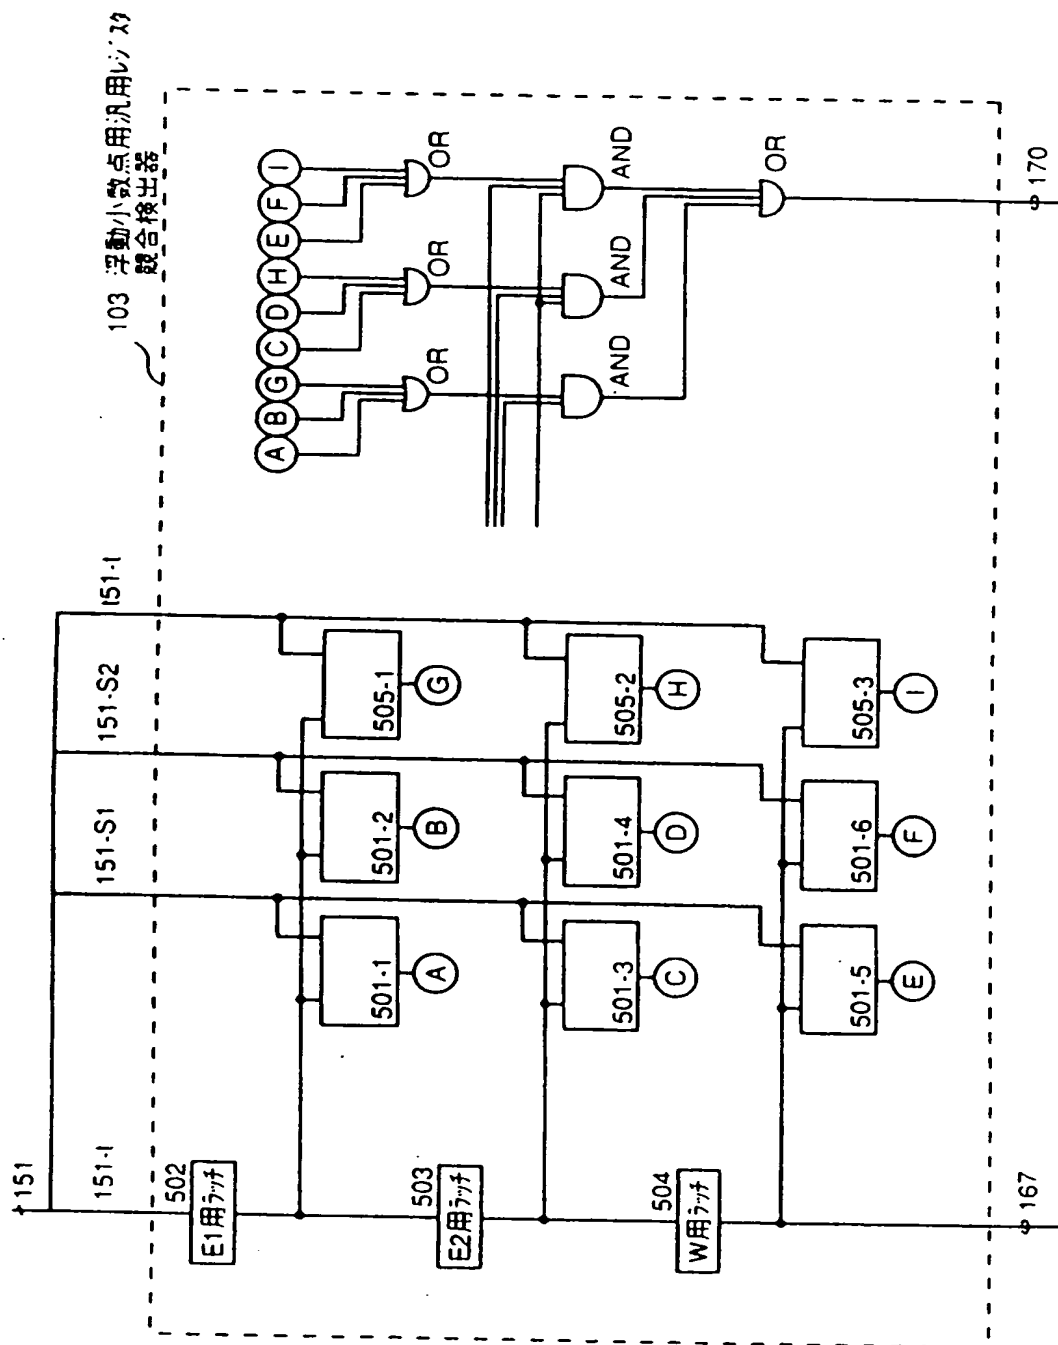 103 浮動小数点用汎用レジスタ
競合検出器
A
B
G
C
D
H
E
F
I
OR
OR
OR
AND
AND
AND
OR
170
151
151-t
151-S1
151-S2
t51-t
502
E1用ラッチ
501-1
A
501-2
B
505-1
G
503
E2用ラッチ
501-3
C
501-4
D
505-2
H
504
W用ラッチ
501-5
E
501-6
F
505-3
I
167